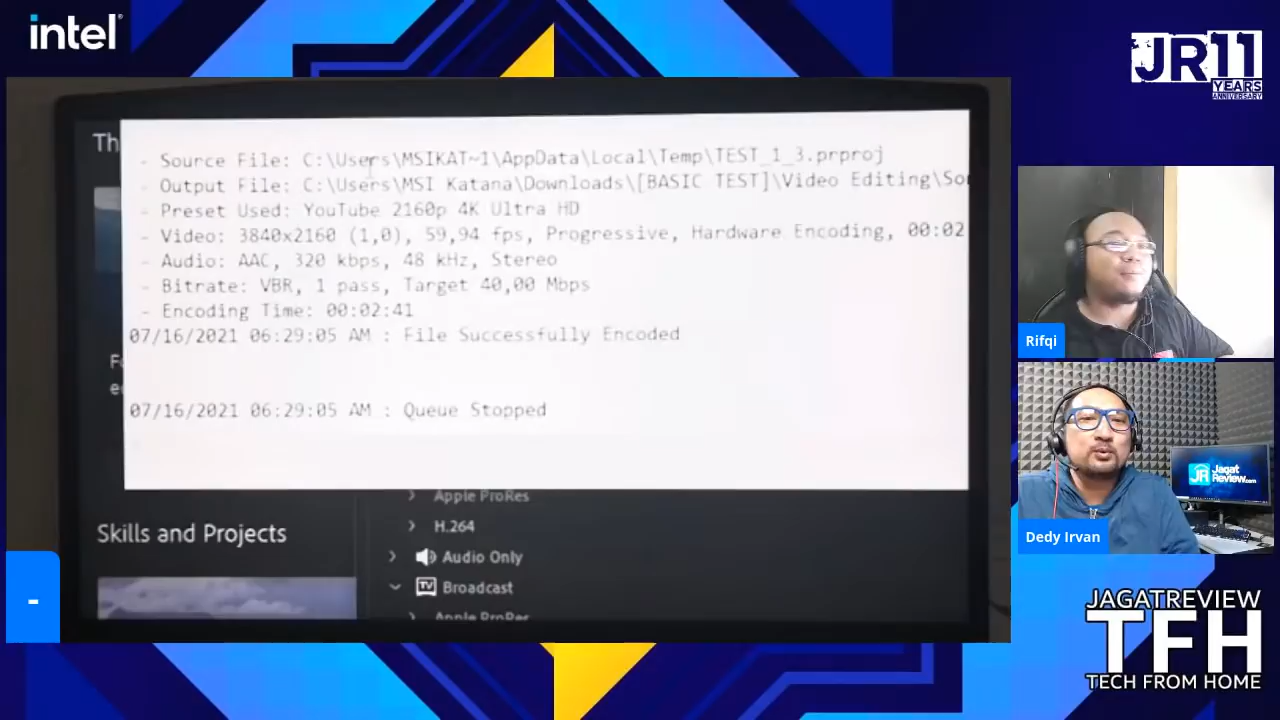 intel
JR11
YEARS
ANNIVERSARY
Th
- Source File: C:\Users\MSIKAT~1\AppData\Local\Temp\TEST_1_3.prproj
- Output File: C:\Users\MSI Katana\Downloads\[BASIC TEST]\Video Editing\So
- Preset Used: YouTube 2160p 4K Ultra HD
- Video: 3840x2160 (1,0), 59,94 fps, Progressive, Hardware Encoding, 00:02
- Audio: AAC, 320 kbps, 48 kHz, Stereo
- Bitrate: VBR, 1 pass, Target 40,00 Mbps
- Encoding Time: 00:02:41
07/16/2021 06:29:05 AM : File Successfully Encoded
07/16/2021 06:29:05 AM : Queue Stopped
Apple ProRes
H.264
Skills and Projects
Audio Only
TV Broadcast
Apple ProRes
-
Rifqi
JR Jagat
Review.com
Dedy Irvan
JAGATREVIEW
TFH
TECH FROM HOME